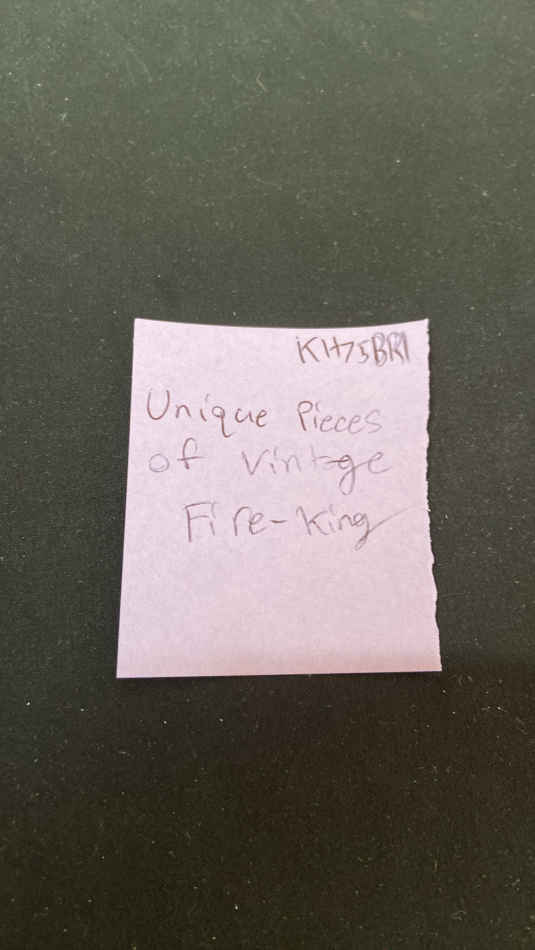 KH75BR1
Unique Pieces
of Vintage
Fire-King